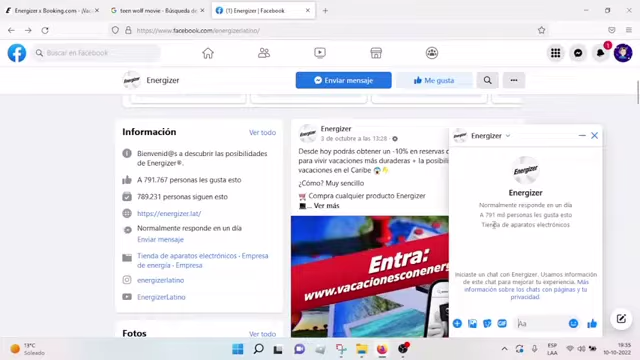 Energizer x Booking.com - ¡Va
teen wolf movie - Búsqueda de
(1) Energizer | Facebook
https://www.facebook.com/energizerlatino/
Buscar en Facebook
1
Energizer
Enviar mensaje
Me gusta
Información
Ver todo
Bienvenid@s a descubrir las posibilidades
de Energizer®.
A 791.767 personas les gusta esto
789.231 personas siguen esto
https://energizer.lat/
Normalmente responde en un día
Enviar mensaje
Tienda de aparatos electrónicos · Empresa
de energía · Empresa
energizerlatino
EnergizerLatino
Fotos
Ver todo
Energizer
3 de octubre a las 13:28
Desde hoy podrás obtener un -10% en reservas d
para vivir vacaciones más duraderas + la posibili
vacaciones en el Caribe
¿Cómo? Muy sencillo
Compra cualquier producto Energizer
... Ver más
Entra:
www.vacacionesconener
Energizer
Energizer
Energizer
Normalmente responde en un día
A 791 mil personas les gusta esto
Tienda de aparatos electrónicos
Iniciaste un chat con Energizer. Usamos información
de este chat para mejorar tu experiencia. Más
información sobre los chats con páginas y tu
privacidad.
Aa
GIF
13°C
Soleado
ESP
LAA
19:35
10-10-2022